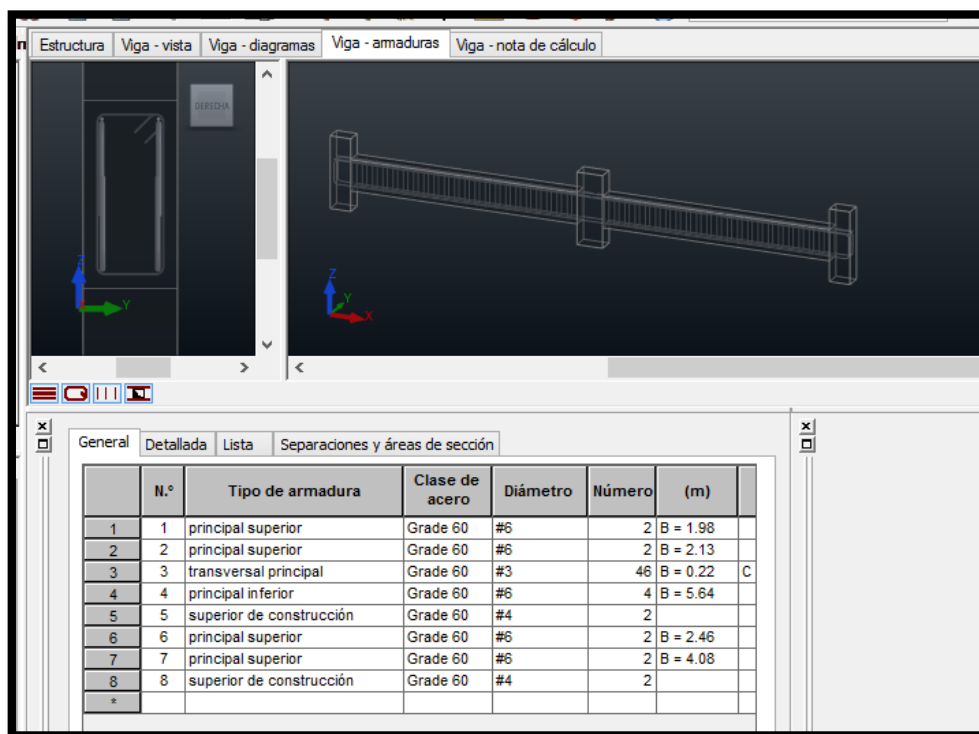 Estructura Viga - vista Viga - diagramas Viga - armaduras Viga - nota de cálculo
DERECHA
Z
Y
Z
Y
X
General Detallada Lista Separaciones y áreas de sección
N.º Tipo de armadura Clase de acero Diámetro Número (m)
1 1 principal superior Grade 60 #6 2 B = 1.98
2 2 principal superior Grade 60 #6 2 B = 2.13
3 3 transversal principal Grade 60 #3 46 B = 0.22 C
4 4 principal inferior Grade 60 #6 4 B = 5.64
5 5 superior de construcción Grade 60 #4 2
6 6 principal superior Grade 60 #6 2 B = 2.46
7 7 principal superior Grade 60 #6 2 B = 4.08
8 8 superior de construcción Grade 60 #4 2
*